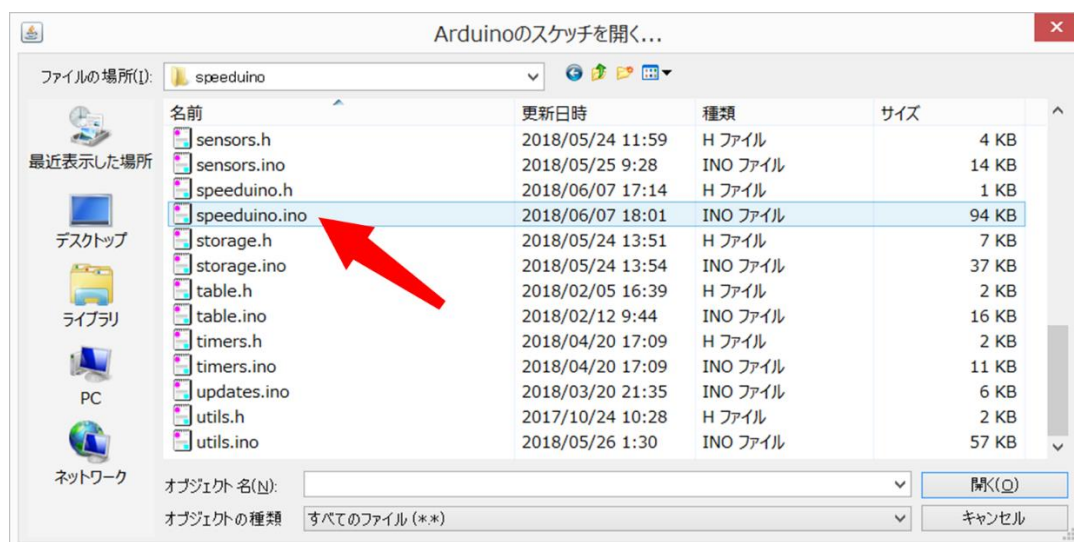 Arduinoのスケッチを開く...
ファイルの場所(I): speeduino
名前 更新日時 種類 サイズ
sensors.h 2018/05/24 11:59 H ファイル 4 KB
sensors.ino 2018/05/25 9:28 INO ファイル 14 KB
speeduino.h 2018/06/07 17:14 H ファイル 1 KB
speeduino.ino 2018/06/07 18:01 INO ファイル 94 KB
storage.h 2018/05/24 13:51 H ファイル 7 KB
storage.ino 2018/05/24 13:54 INO ファイル 37 KB
table.h 2018/02/05 16:39 H ファイル 2 KB
table.ino 2018/02/12 9:44 INO ファイル 16 KB
timers.h 2018/04/20 17:09 H ファイル 2 KB
timers.ino 2018/04/20 17:09 INO ファイル 11 KB
updates.ino 2018/03/20 21:35 INO ファイル 6 KB
utils.h 2017/10/24 10:28 H ファイル 2 KB
utils.ino 2018/05/26 1:30 INO ファイル 57 KB
最近表示した場所
デスクトップ
ライブラリ
PC
ネットワーク
オブジェクト名(N): 開く(O)
オブジェクトの種類 すべてのファイル (*.*) キャンセル